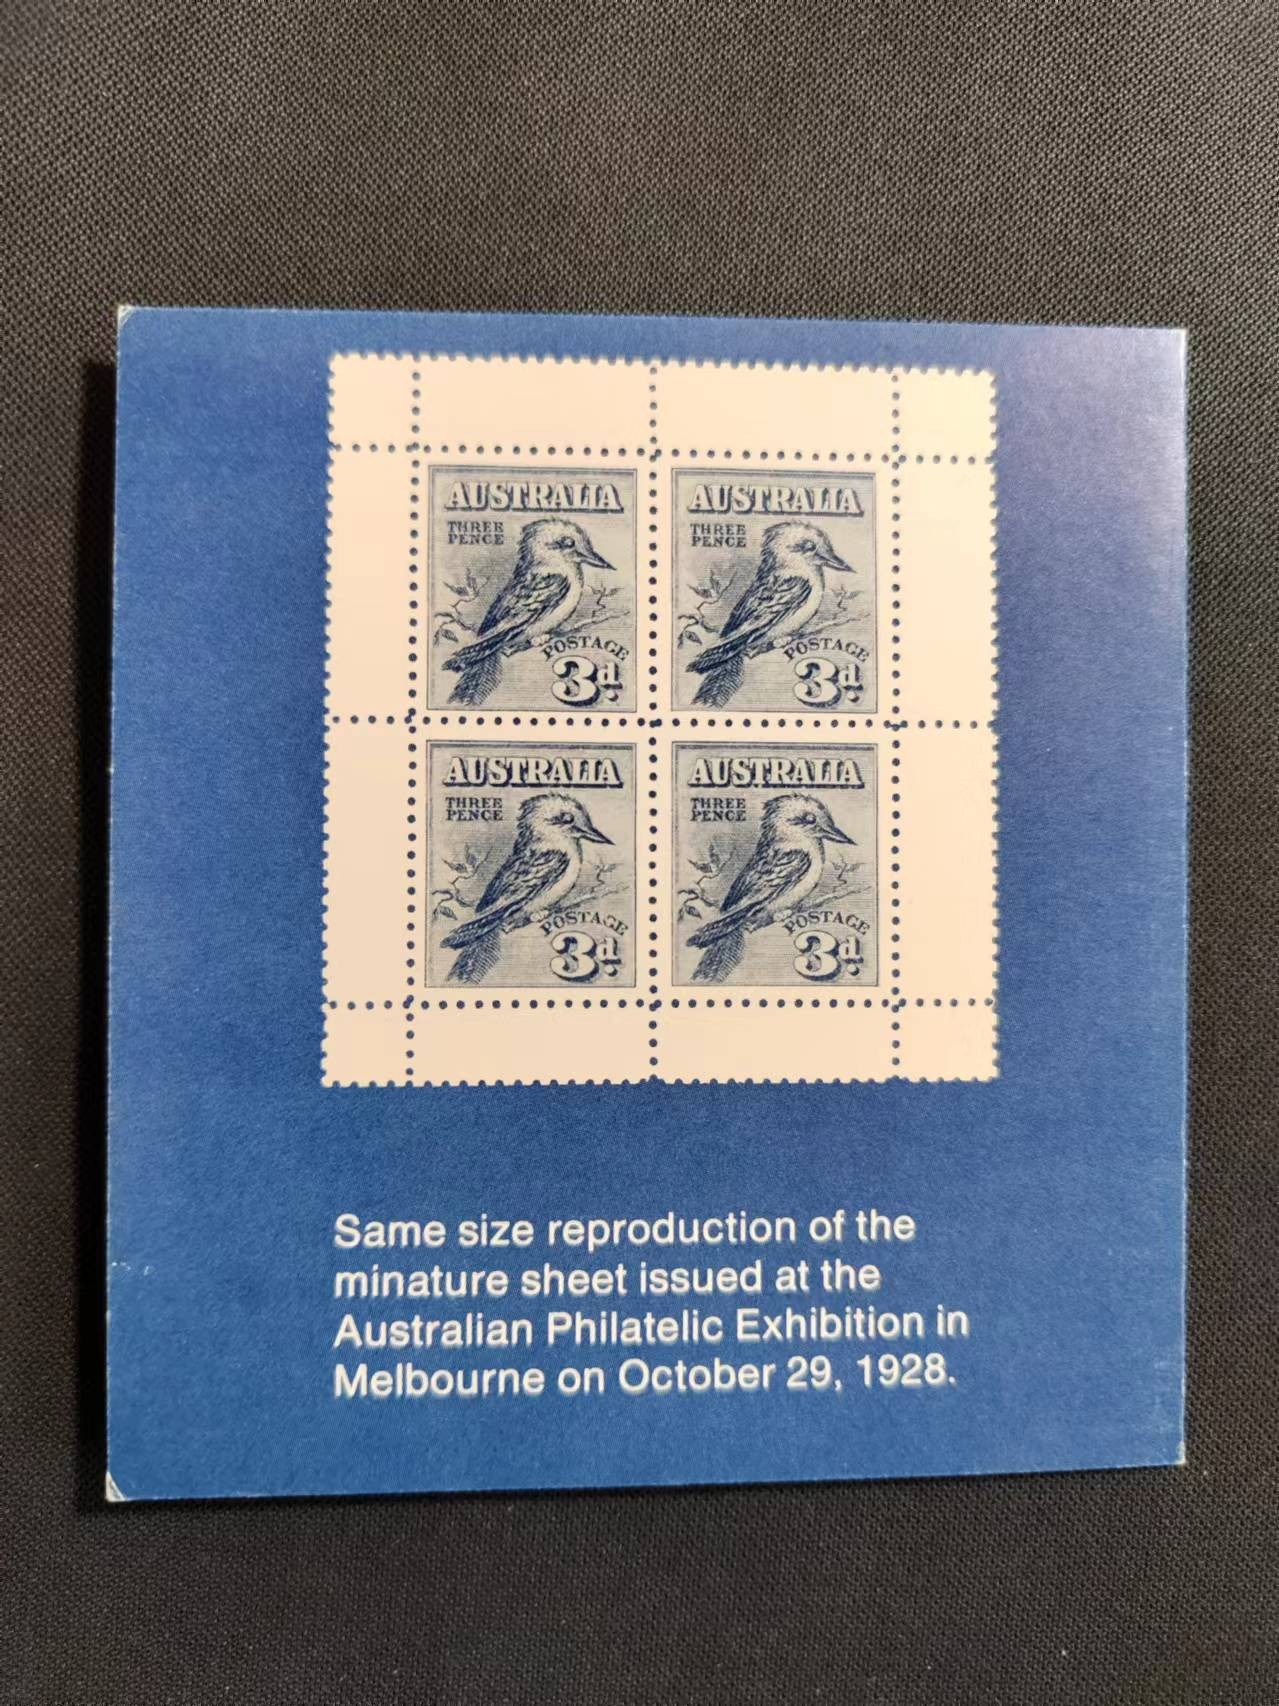 AUSTRALIA
THREE
PENCE
POSTAGE
3d.
AUSTRALIA
THREE
PENCE
POSTAGE
3d.
AUSTRALIA
THREE
PENCE
POSTAGE
3d.
AUSTRALIA
THREE
PENCE
POSTAGE
3d.
Same size reproduction of the
minature sheet issued at the
Australian Philatelic Exhibition in
Melbourne on October 29, 1928.